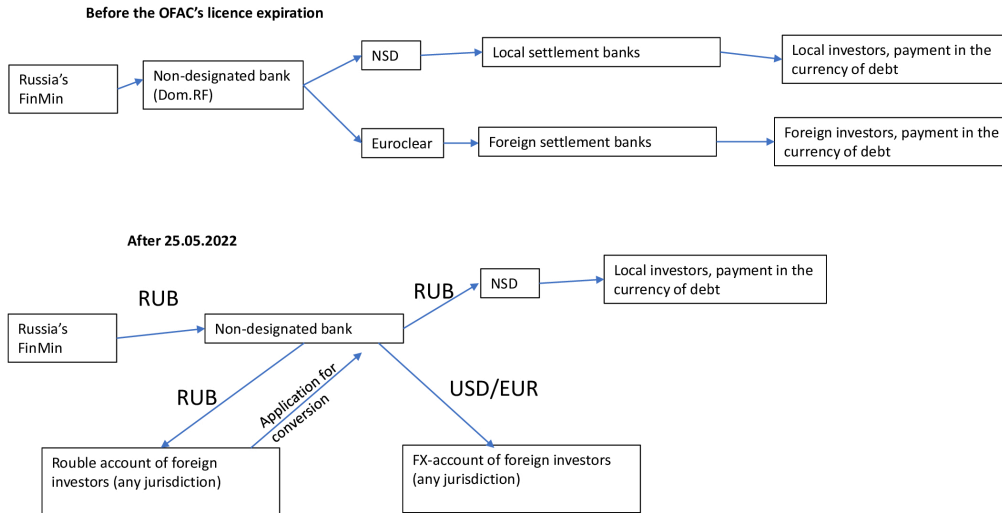 Before the OFAC's licence expiration
Russia's
FinMin
Non-designated bank
(Dom.RF)
NSD
Local settlement banks
Local investors, payment in the
currency of debt
Euroclear
Foreign settlement banks
Foreign investors, payment in the
currency of debt
After 25.05.2022
Russia's
FinMin
RUB
Non-designated bank
RUB
NSD
Local investors, payment in the
currency of debt
RUB
Application for
conversion
USD/EUR
Rouble account of foreign
investors (any jurisdiction)
FX-account of foreign investors
(any jurisdiction)